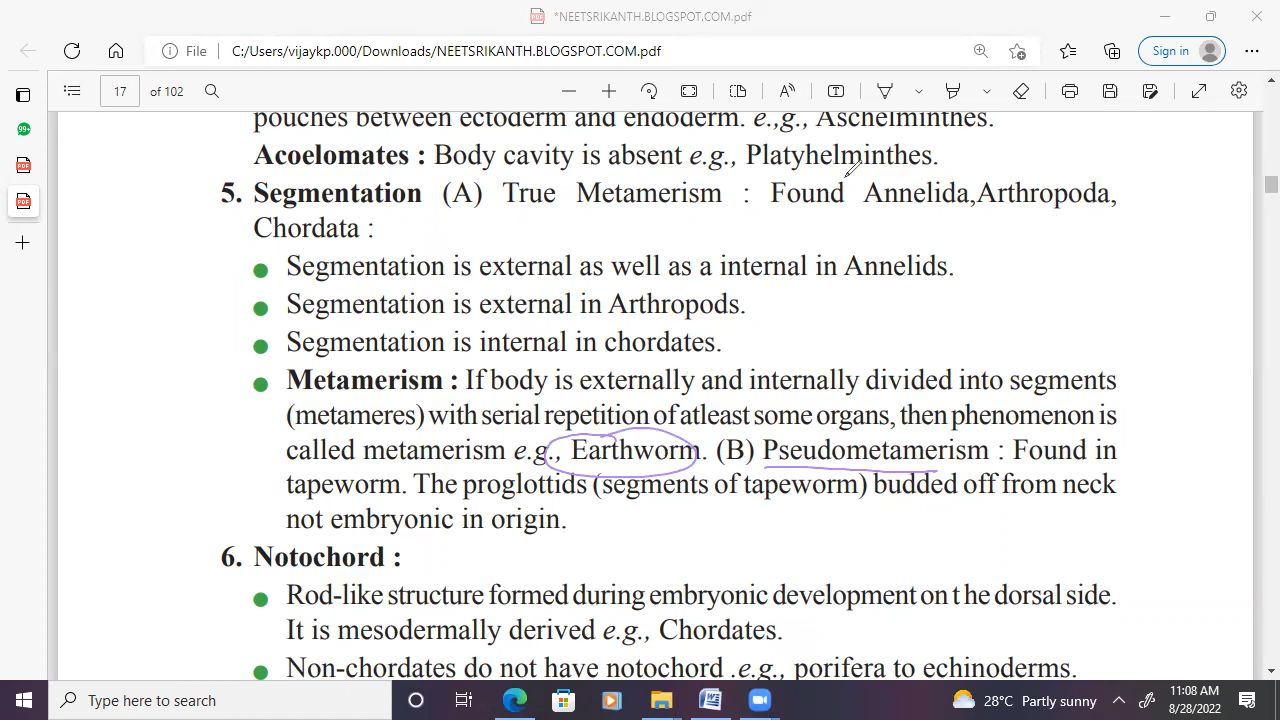 *NEETSRIKANTH.BLOGSPOT.COM.pdf
File C:/Users/vijaykp.000/Downloads/NEETSRIKANTH.BLOGSPOT.COM.pdf Sign in
17 of 102
99+
PDF
PDF
pouches between ectoderm and endoderm. e.,g., Aschelminthes.
Acoelomates : Body cavity is absent e.g., Platyhelminthes.
5. Segmentation (A) True Metamerism : Found Annelida,Arthropoda,
Chordata :
Segmentation is external as well as a internal in Annelids.
Segmentation is external in Arthropods.
Segmentation is internal in chordates.
Metamerism : If body is externally and internally divided into segments
(metameres) with serial repetition of atleast some organs, then phenomenon is
called metamerism e.g., Earthworm. (B) Pseudometamerism : Found in
tapeworm. The proglottids (segments of tapeworm) budded off from neck
not embryonic in origin.
6. Notochord :
Rod-like structure formed during embryonic development on t he dorsal side.
It is mesodermally derived e.g., Chordates.
Non-chordates do not have notochord .e.g., porifera to echinoderms.
Type here to search
28°C Partly sunny
11:08 AM
8/28/2022